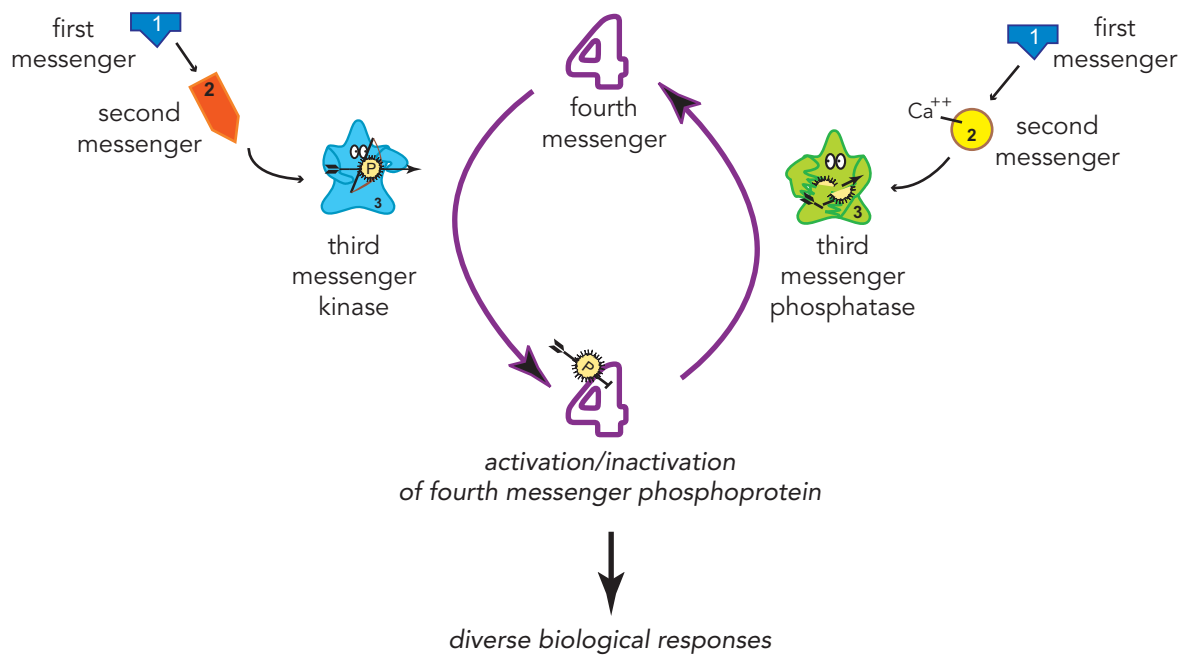 first
messenger
1
2
second
messenger
P
3
third
messenger
kinase
4
fourth
messenger
1
first
messenger
Ca++
2
second
messenger
3
third
messenger
phosphatase
P
4
activation/inactivation
of fourth messenger phosphoprotein
diverse biological responses